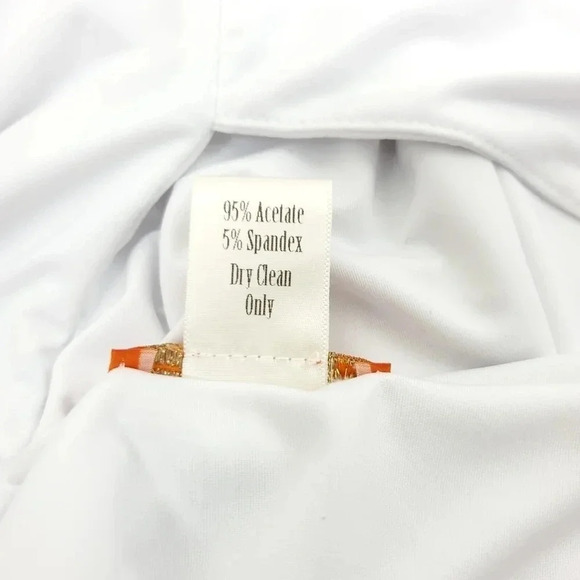 95% Acetate
5% Spandex
Dry Clean
Only